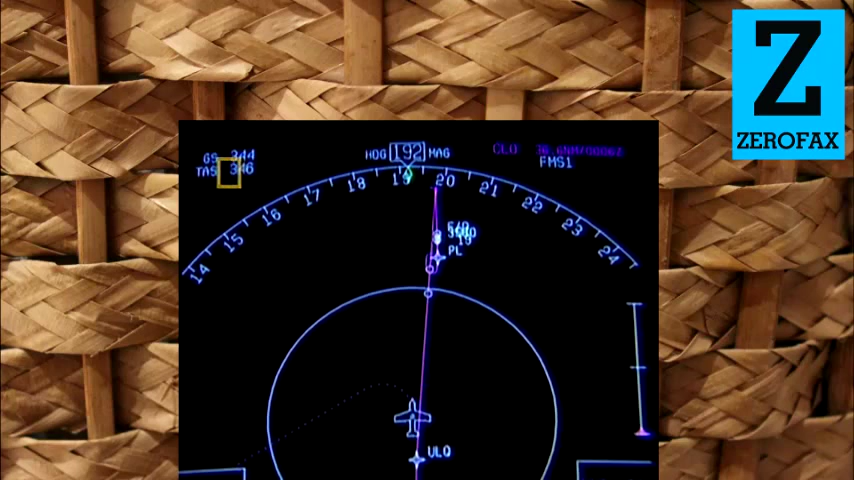 Z
ZEROFAX
GS 344
TAS 346
HDG 192 MAG
FMS1
14 15 16 17 18 19 20 21 22 23 24
PL
VLO